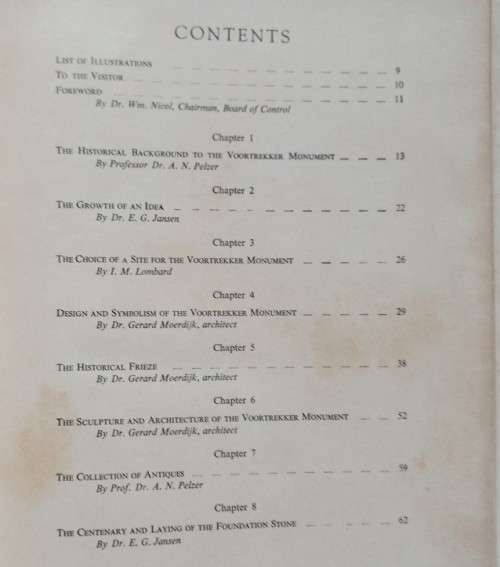 CONTENTS
List of Illustrations 9
To the Visitor 10
Foreword 11
By Dr. Wm. Nicol, Chairman, Board of Control
Chapter 1
The Historical Background to the Voortrekker Monument 13
By Professor Dr. A. N. Pelzer
Chapter 2
The Growth of an Idea 22
By Dr. E. G. Jansen
Chapter 3
The Choice of a Site for the Voortrekker Monument 26
By I. M. Lombard
Chapter 4
Design and Symbolism of the Voortrekker Monument 29
By Dr. Gerard Moerdijk, architect
Chapter 5
The Historical Frieze 38
By Dr. Gerard Moerdijk, architect
Chapter 6
The Sculpture and Architecture of the Voortrekker Monument 52
By Dr. Gerard Moerdijk, architect
Chapter 7
The Collection of Antiques 59
By Prof. Dr. A. N. Pelzer
Chapter 8
The Centenary and Laying of the Foundation Stone 62
By Dr. E. G. Jansen